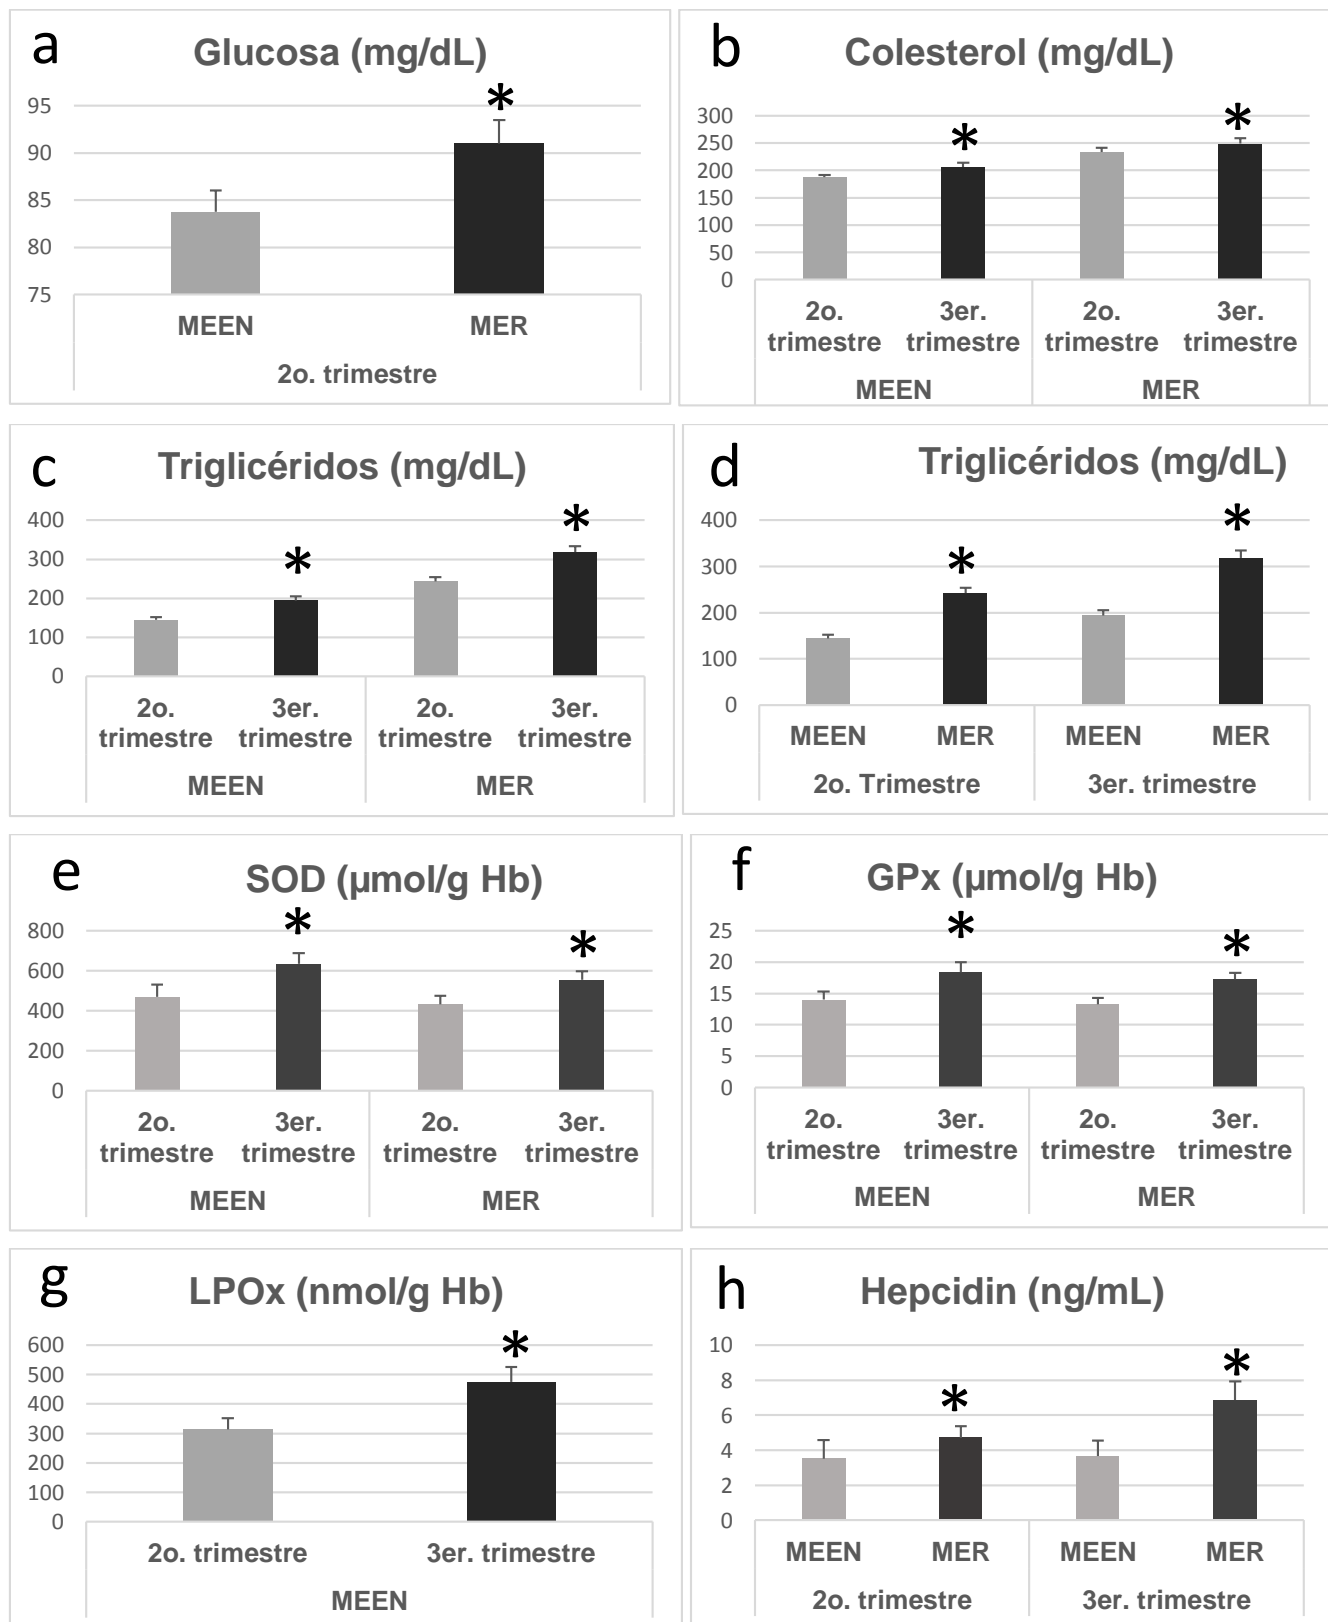 a
Glucosa (mg/dL)
*
95
90
85
80
75
MEEN MER
2o. trimestre
b
Colesterol (mg/dL)
* *
300
250
200
150
100
50
0
2o. 3er. 2o. 3er.
trimestre trimestre trimestre trimestre
MEEN MER
c
Triglicéridos (mg/dL)
* *
400
300
200
100
0
2o. 3er. 2o. 3er.
trimestre trimestre trimestre trimestre
MEEN MER
d
Triglicéridos (mg/dL)
* *
400
300
200
100
0
MEEN MER MEEN MER
2o. Trimestre 3er. trimestre
e
SOD (µmol/g Hb)
* *
800
600
400
200
0
2o. 3er. 2o. 3er.
trimestre trimestre trimestre trimestre
MEEN MER
f
GPx (µmol/g Hb)
* *
25
20
15
10
5
0
2o. 3er. 2o. 3er.
trimestre trimestre trimestre trimestre
MEEN MER
g
LPOx (nmol/g Hb)
*
600
500
400
300
200
100
0
2o. trimestre 3er. trimestre
MEEN
h
Hepcidin (ng/mL)
* *
10
8
6
4
2
0
MEEN MER MEEN MER
2o. trimestre 3er. trimestre